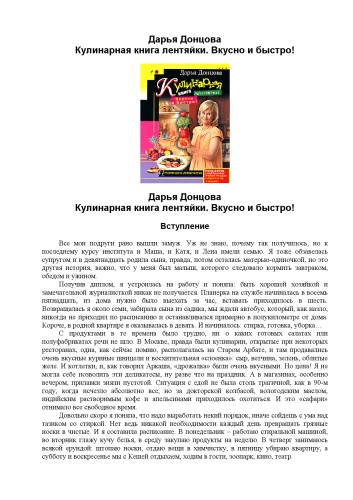 Дарья Донцова
Кулинарная книга лентяйки. Вкусно и быстро!
Дарья Донцова
Кулинарная
книга
вкусно и быстро!
Дарья Донцова
Кулинарная книга лентяйки. Вкусно и быстро!
Вступление
Все мои подруги рано вышли замуж. Уж не знаю, почему так получилось, но к
последнему курсу института и Маша, и Катя, и Лена имели семью. Я тоже обзавелась
супругом и в девятнадцать родила сына, правда, потом осталась матерью-одиночкой, но это
другая история, важно, что у меня был малыш, которого следовало кормить завтраком,
обедом и ужином.
Получив диплом, я устроилась на работу и поняла: быть хорошей хозяйкой и
замечательной журналисткой никак не получается. Планерка на службе начиналась в восемь
пятнадцать, из дома нужно было выехать за час, вставать приходилось в шесть.
Возвращалась я около семи, забирала сына из садика, мы ждали автобус, который, как назло,
никогда не приходил по расписанию и останавливался примерно в полукилометре от дома.
Короче, в родной квартире я оказывалась в девять. И начиналось: стирка, готовка, уборка…
С продуктами в те времена было трудно, ни о каких готовых салатах или
полуфабрикатах речи не шло. В Москве, правда были кулинарии, открытые при некоторых
ресторанах, одна, как сейчас помню, располагалась на Старом Арбате, и там продавались
очень вкусные куриные шницели и восхитительная «слоенка»: сыр, ветчина, зелень, облитые
желе. И котлетки, и, как говорил Аркаша, «дровалка» были очень вкусными. Но цена! Я не
могла себе позволить эти деликатесы, ну разве что на праздник. А в магазинах, особенно
вечером, прилавки зияли пустотой. Ситуация с едой не была столь трагичной, как в 90-м
году, когда исчезло абсолютно все, но за докторской колбасой, вологодским маслом,
индийским растворимым кофе и апельсинами приходилось охотиться. И это «сафари»
отнимало все свободное время.
Довольно скоро я поняла, что надо выработать некий порядок, иначе сойдешь с ума над
тазиком со стиркой. Нет ведь никакой необходимости каждый день превращать грязные
носки в чистые. И я составила расписание. В понедельник – работаю стиральной машиной,
во вторник глажу кучу белья, в среду закупаю продукты на неделю. В четверг занимаюсь
всякой ерундой: штопаю носки, отдаю вещи в химчистку, в пятницу убираю квартиру, а
субботу и воскресенье мы с Кешей отдыхаем, ходим в гости, зоопарк, кино, театр.